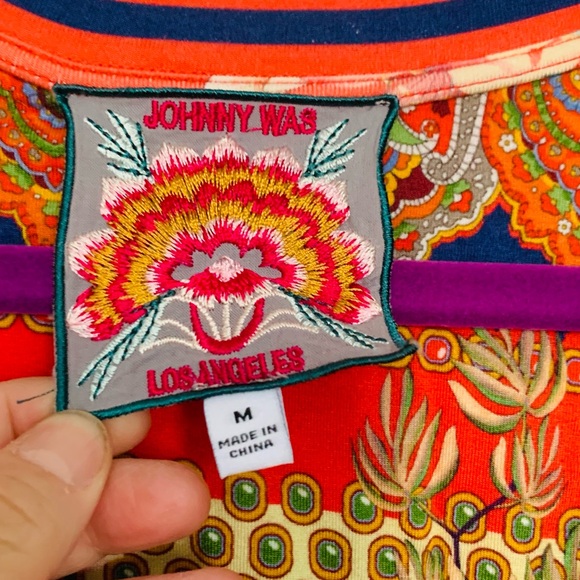 JOHNNY WAS
LOS ANGELES
M
MADE IN
CHINA